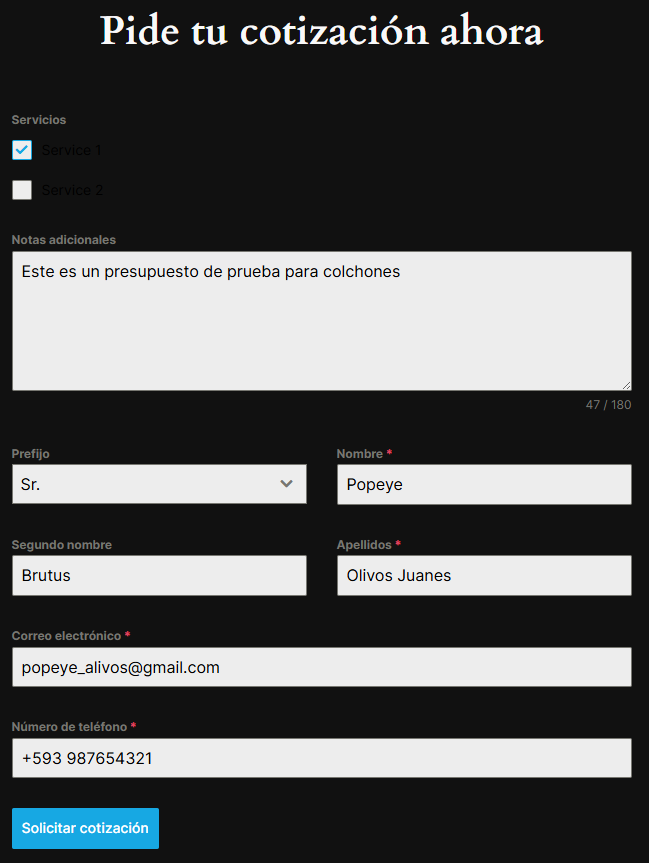 Pide tu cotización ahora
Servicios
Service 1
Service 2
Notas adicionales
Este es un presupuesto de prueba para colchones
47 / 180
Prefijo
Nombre *
Sr.
Popeye
Segundo nombre
Apellidos *
Brutus
Olivos Juanes
Correo electrónico *
popeye_alivos@gmail.com
Número de teléfono *
+593 987654321
Solicitar cotización